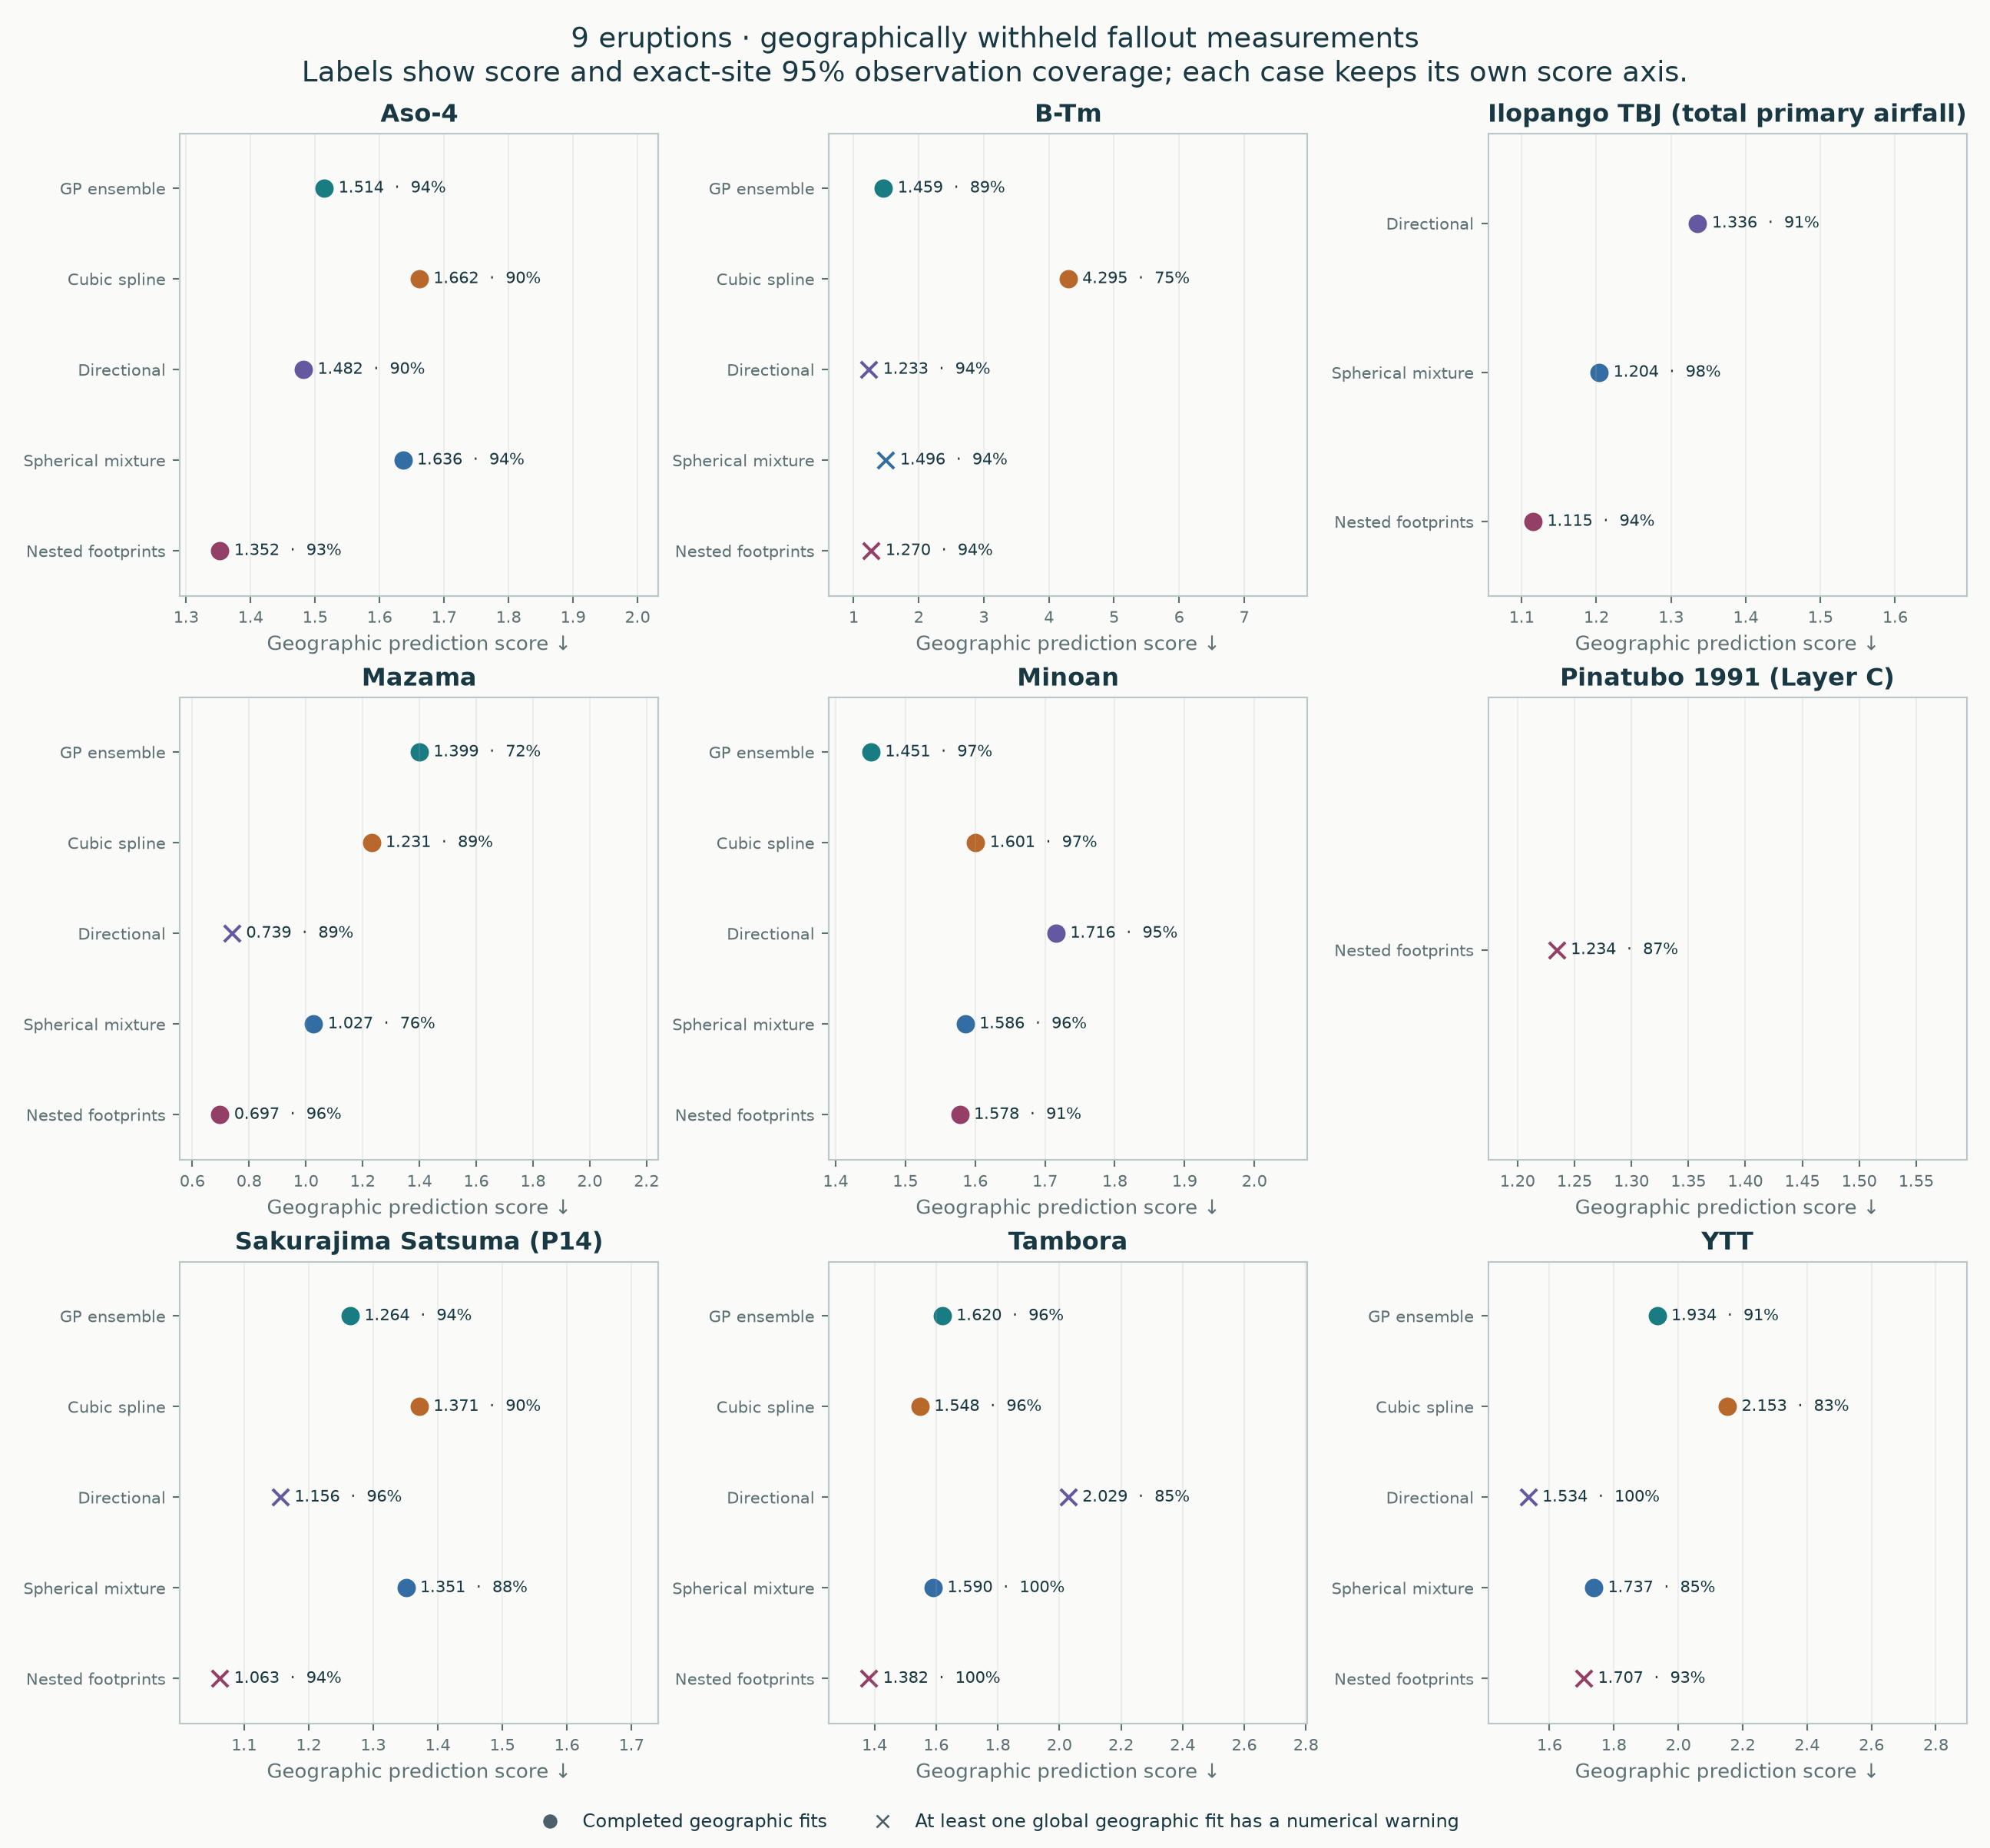 9 eruptions · geographically withheld fallout measurements
Labels show score and exact-site 95% observation coverage; each case keeps its own score axis.
Aso-4
GP ensemble
1.514 · 94%
Cubic spline
1.662 · 90%
Directional
1.482 · 90%
Spherical mixture
1.636 · 94%
Nested footprints
1.352 · 93%
1.3 1.4 1.5 1.6 1.7 1.8 1.9 2.0
Geographic prediction score ↓
B-Tm
GP ensemble
1.459 · 89%
Cubic spline
4.295 · 75%
Directional
1.233 · 94%
Spherical mixture
1.496 · 94%
Nested footprints
1.270 · 94%
1 2 3 4 5 6 7
Geographic prediction score ↓
Ilopango TBJ (total primary airfall)
Directional
1.336 · 91%
Spherical mixture
1.204 · 98%
Nested footprints
1.115 · 94%
1.1 1.2 1.3 1.4 1.5 1.6
Geographic prediction score ↓
Mazama
GP ensemble
1.399 · 72%
Cubic spline
1.231 · 89%
Directional
0.739 · 89%
Spherical mixture
1.027 · 76%
Nested footprints
0.697 · 96%
0.6 0.8 1.0 1.2 1.4 1.6 1.8 2.0 2.2
Geographic prediction score ↓
Minoan
GP ensemble
1.451 · 97%
Cubic spline
1.601 · 97%
Directional
1.716 · 95%
Spherical mixture
1.586 · 96%
Nested footprints
1.578 · 91%
1.4 1.5 1.6 1.7 1.8 1.9 2.0
Geographic prediction score ↓
Pinatubo 1991 (Layer C)
Nested footprints
1.234 · 87%
1.20 1.25 1.30 1.35 1.40 1.45 1.50 1.55
Geographic prediction score ↓
Sakurajima Satsuma (P14)
GP ensemble
1.264 · 94%
Cubic spline
1.371 · 90%
Directional
1.156 · 96%
Spherical mixture
1.351 · 88%
Nested footprints
1.063 · 94%
1.1 1.2 1.3 1.4 1.5 1.6 1.7
Geographic prediction score ↓
Tambora
GP ensemble
1.620 · 96%
Cubic spline
1.548 · 96%
Directional
2.029 · 85%
Spherical mixture
1.590 · 100%
Nested footprints
1.382 · 100%
1.4 1.6 1.8 2.0 2.2 2.4 2.6 2.8
Geographic prediction score ↓
YTT
GP ensemble
1.934 · 91%
Cubic spline
2.153 · 83%
Directional
1.534 · 100%
Spherical mixture
1.737 · 85%
Nested footprints
1.707 · 93%
1.6 1.8 2.0 2.2 2.4 2.6 2.8
Geographic prediction score ↓
Completed geographic fits
At least one global geographic fit has a numerical warning